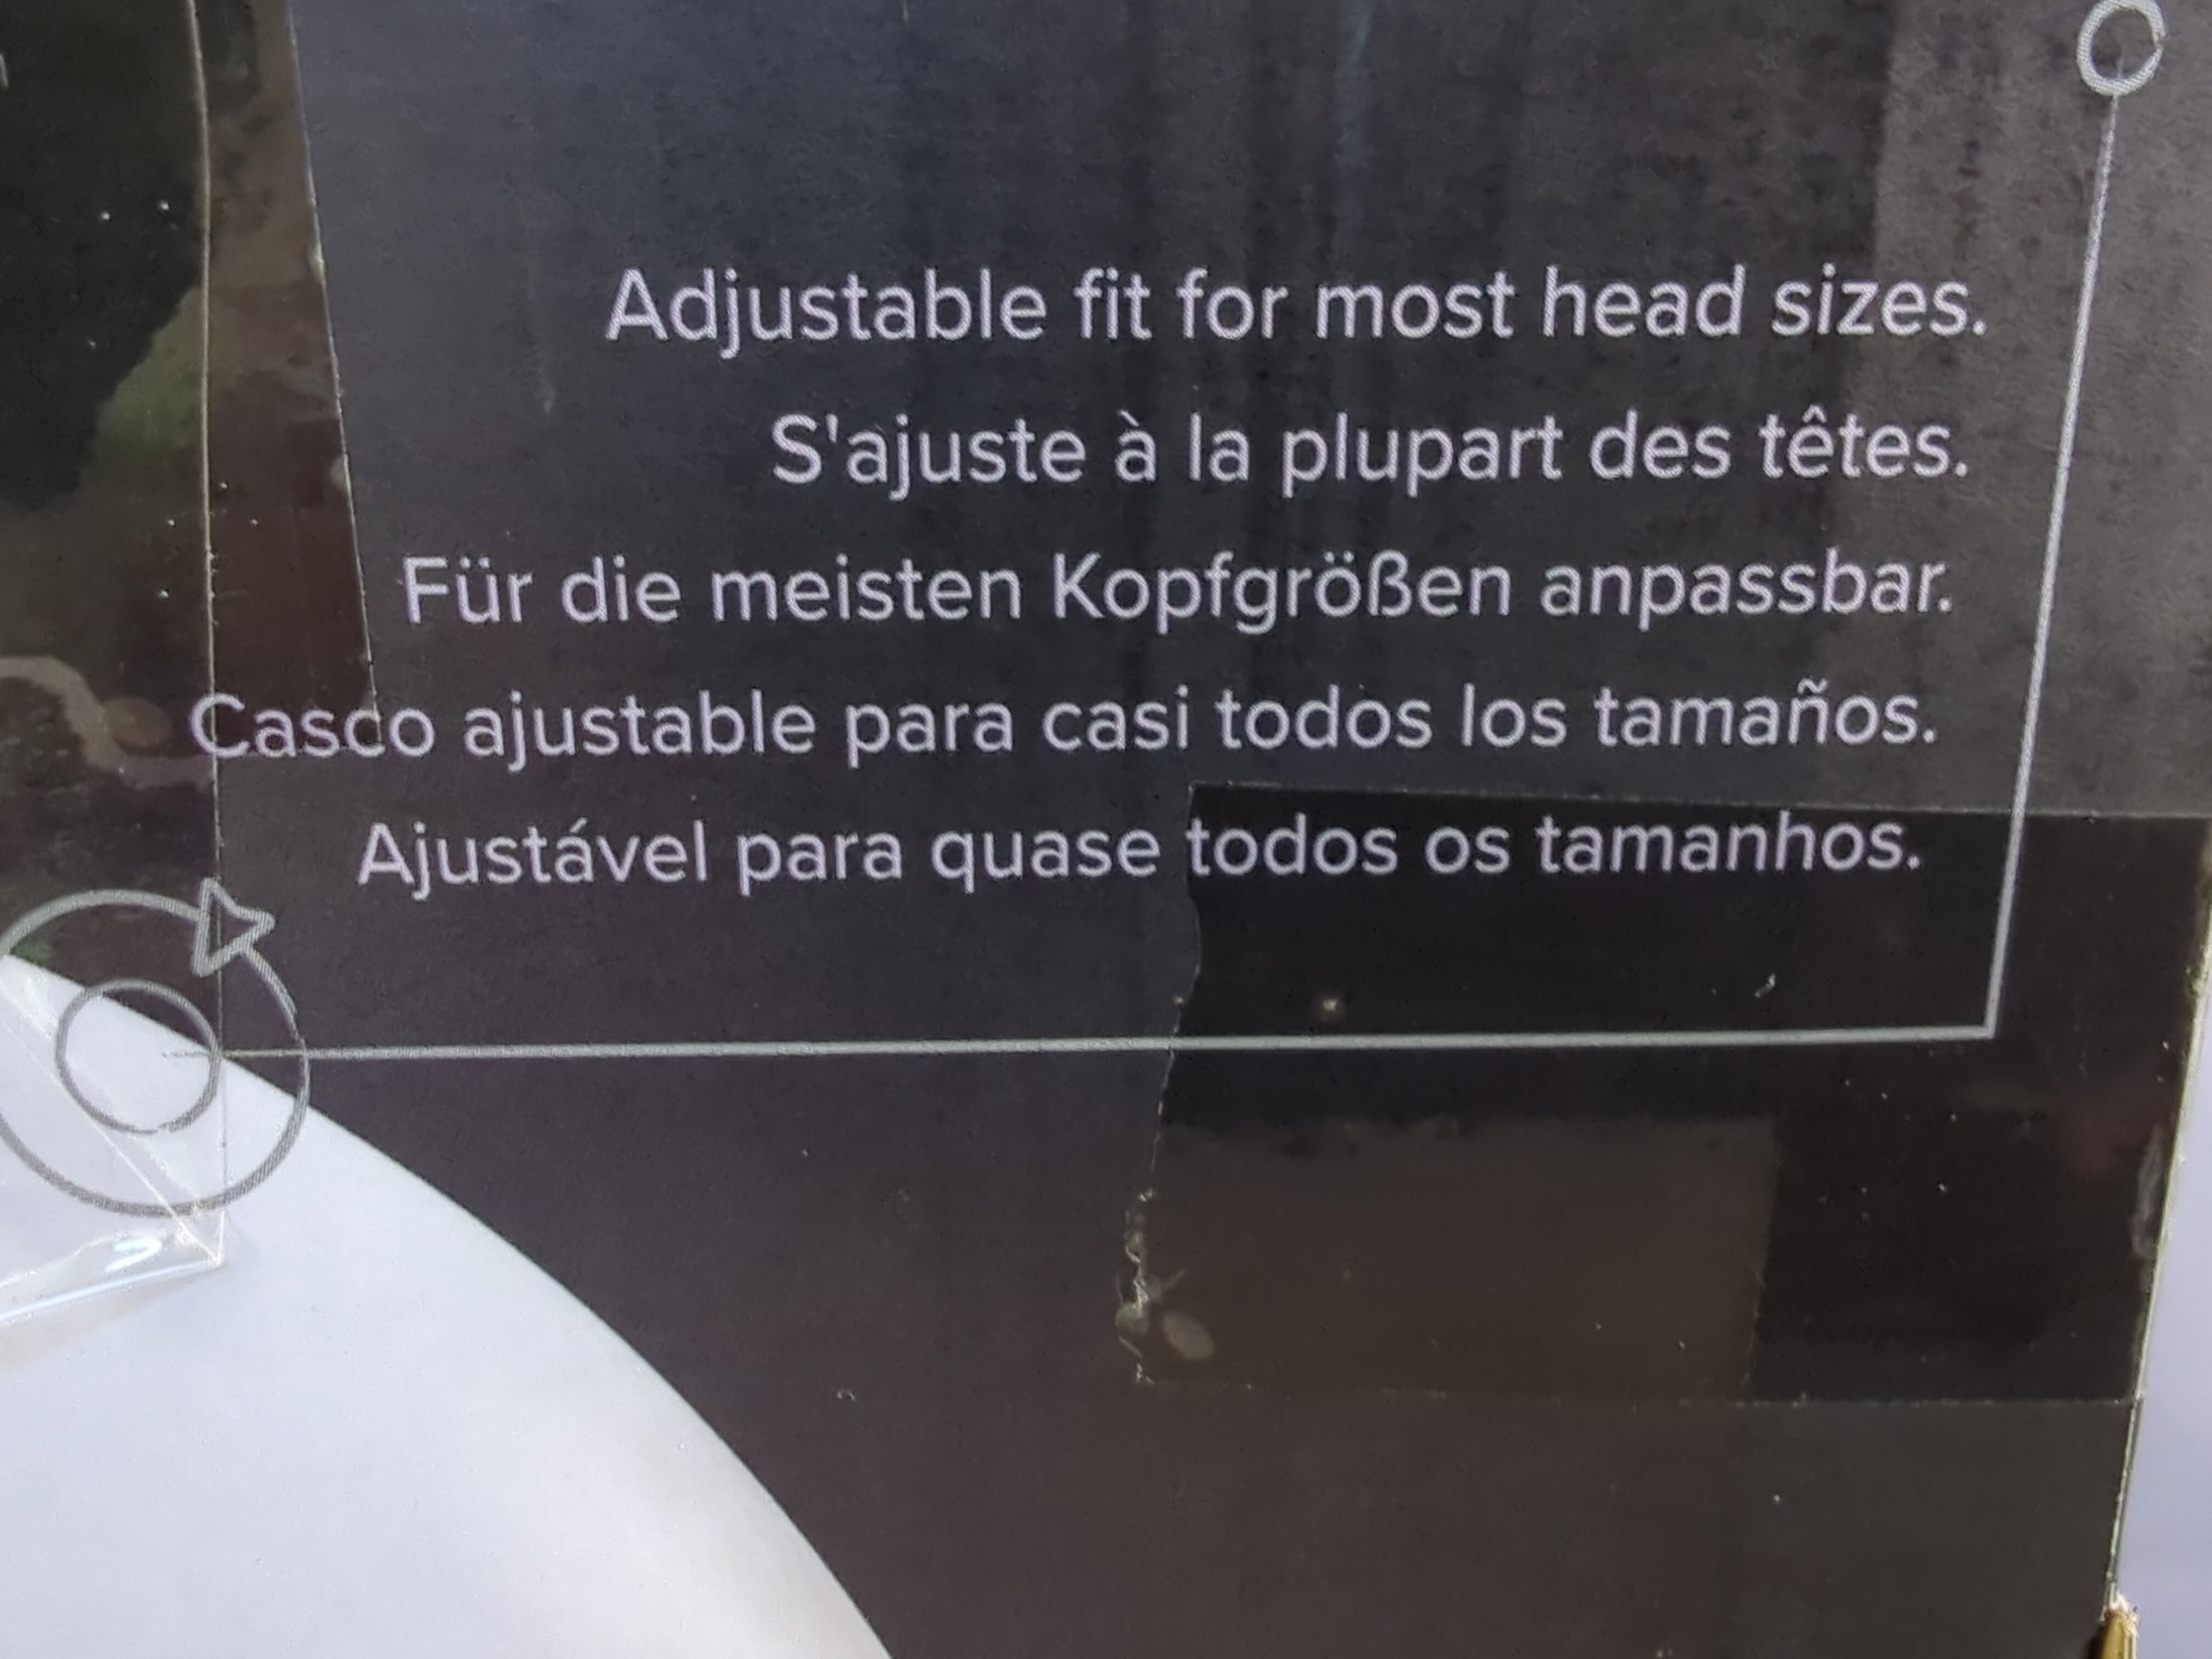 Adjustable fit for most head sizes.
S'ajuste à la plupart des têtes.
Für die meisten Kopfgrößen anpassbar.
Casco ajustable para casi todos los tamaños.
Ajustável para quase todos os tamanhos.